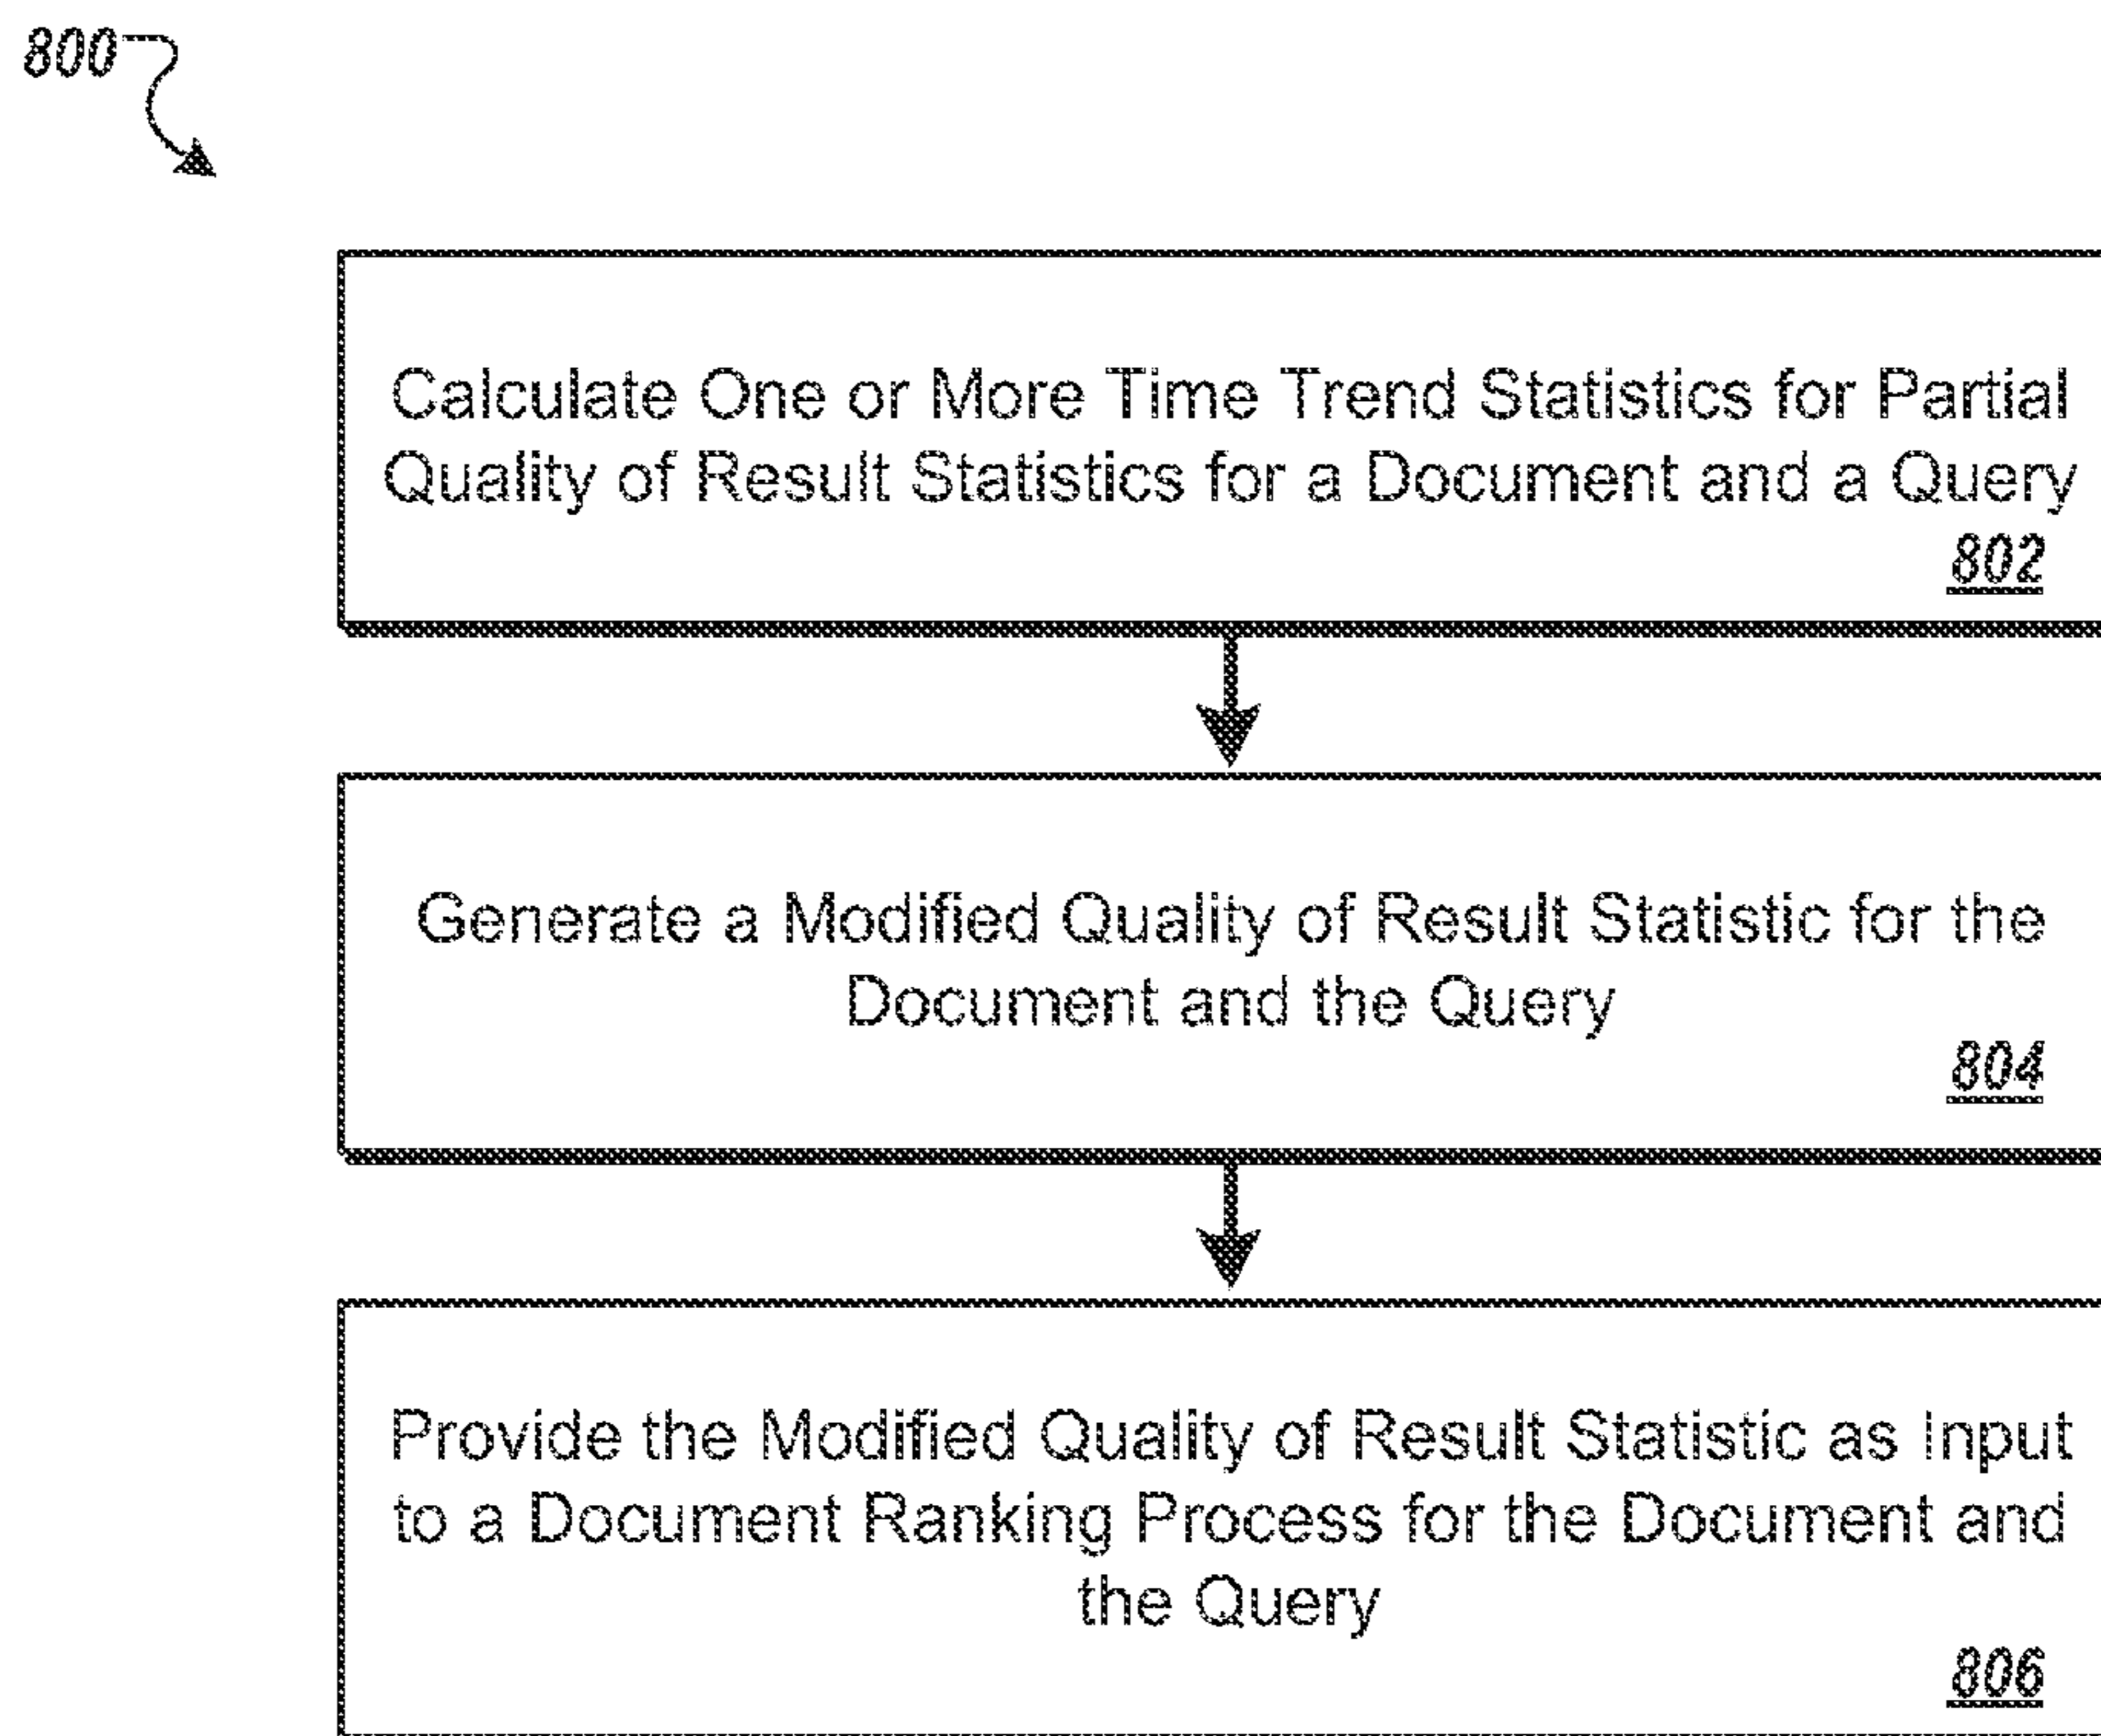 800
Calculate One or More Time Trend Statistics for Partial
Quality of Result Statistics for a Document and a Query
802
Generate a Modified Quality of Result Statistic for the
Document and the Query
804
Provide the Modified Quality of Result Statistic as Input
to a Document Ranking Process for the Document and
the Query
806